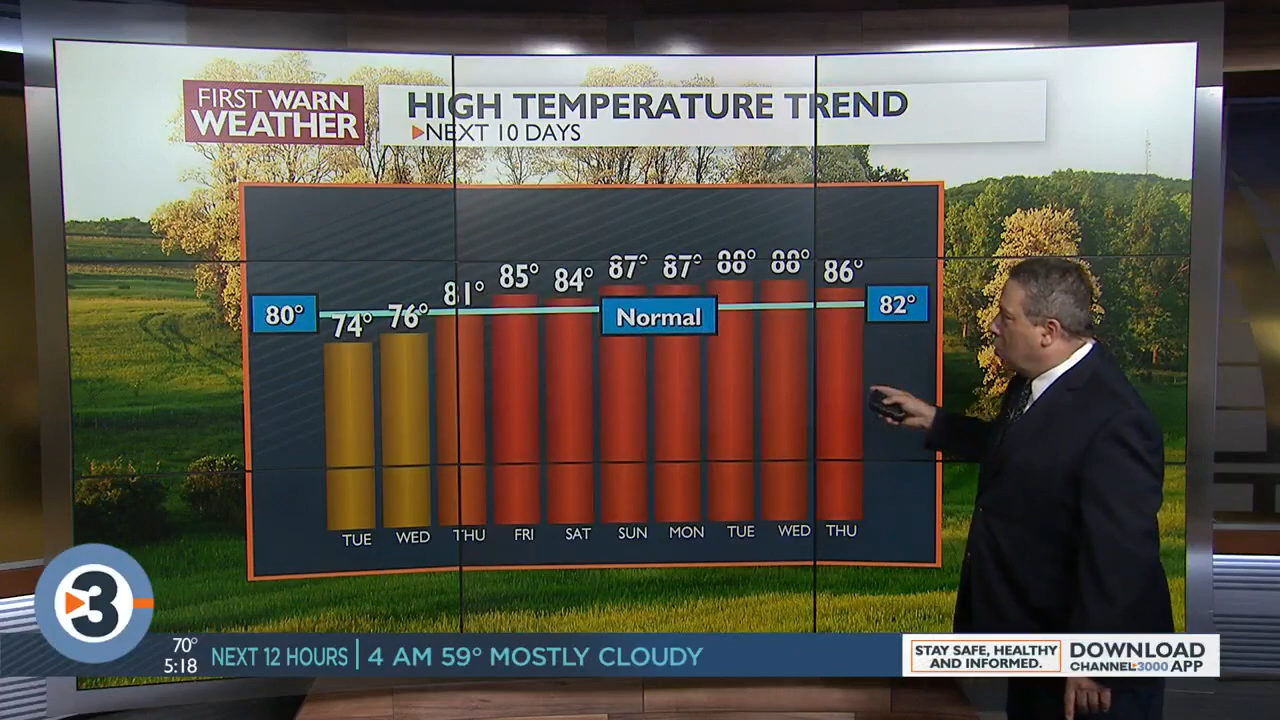 FIRST WARN
WEATHER
HIGH TEMPERATURE TREND
NEXT 10 DAYS
80°
74° 76° 81° 85° 84° 87° 87° 88° 88° 86°
Normal
82°
TUE WED THU FRI SAT SUN MON TUE WED THU
3
70°
5:18
NEXT 12 HOURS
4 AM 59° MOSTLY CLOUDY
STAY SAFE, HEALTHY
AND INFORMED.
DOWNLOAD
CHANNEL3000 APP